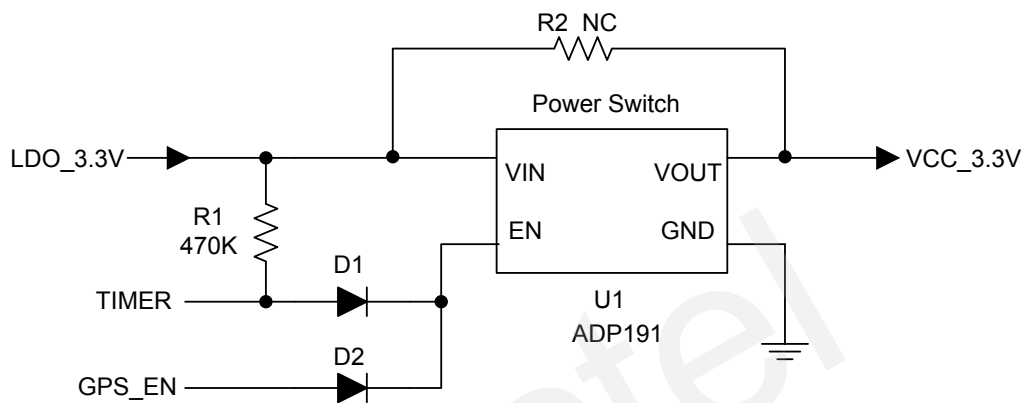 R2 NC
Power Switch
LDO_3.3V
VIN
VOUT
VCC_3.3V
R1
470K
EN
GND
D1
TIMER
U1
ADP191
D2
GPS_EN